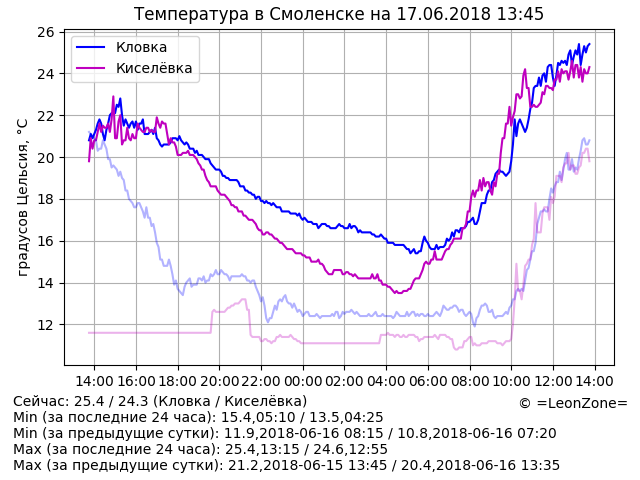 Температура в Смоленске на 17.06.2018 13:45
градусов Цельсия, °C
26
24
22
20
18
16
14
12
Кловка
Киселёвка
14:00 16:00 18:00 20:00 22:00 00:00 02:00 04:00 06:00 08:00 10:00 12:00 14:00
Сейчас: 25.4 / 24.3 (Кловка / Киселёвка)
© =LeonZone=
Min (за последние 24 часа): 15.4,05:10 / 13.5,04:25
Min (за предыдущие сутки): 11.9,2018-06-16 08:15 / 10.8,2018-06-16 07:20
Max (за последние 24 часа): 25.4,13:15 / 24.6,12:55
Max (за предыдущие сутки): 21.2,2018-06-15 13:45 / 20.4,2018-06-16 13:35